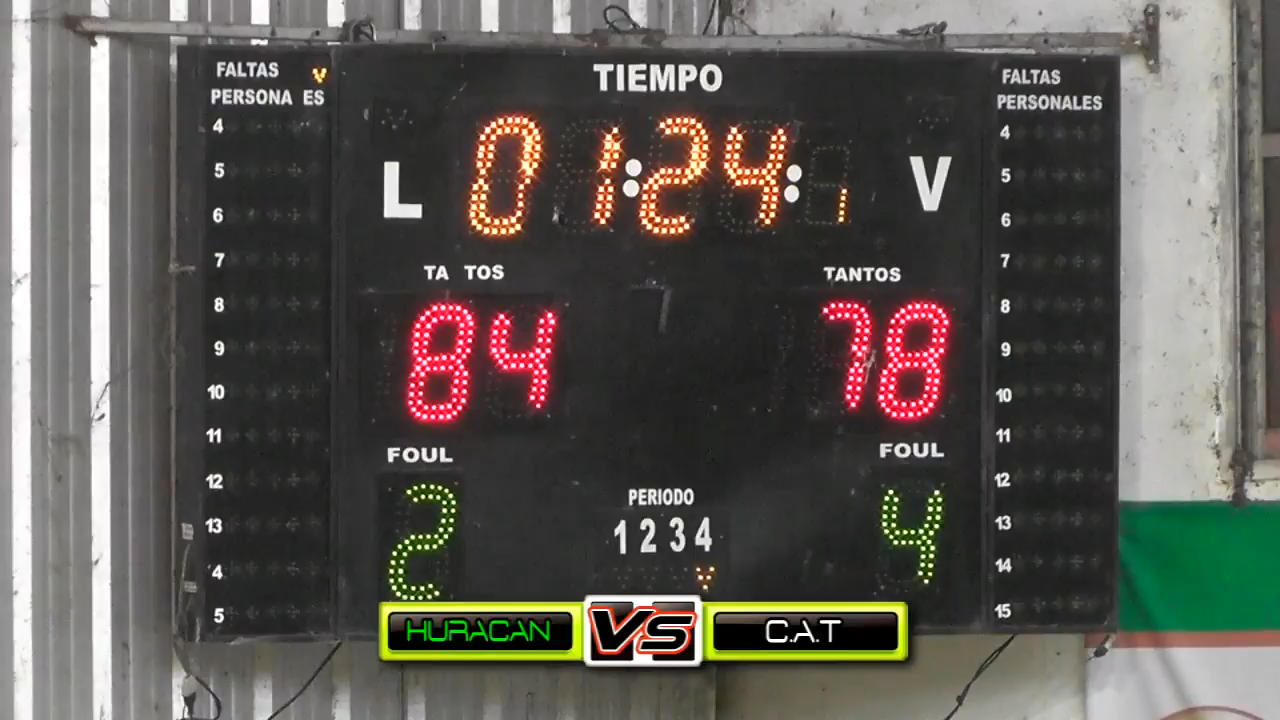 FALTAS
PERSONA ES
4
5
6
7
8
9
10
11
12
13
4
5
TIEMPO
L
01:24:1
V
TA TOS
84
TANTOS
78
FOUL
2
FOUL
4
PERIODO
1 2 3 4
FALTAS
PERSONALES
4
5
6
7
8
9
10
11
12
13
14
15
HURACAN
VS
C.A.T